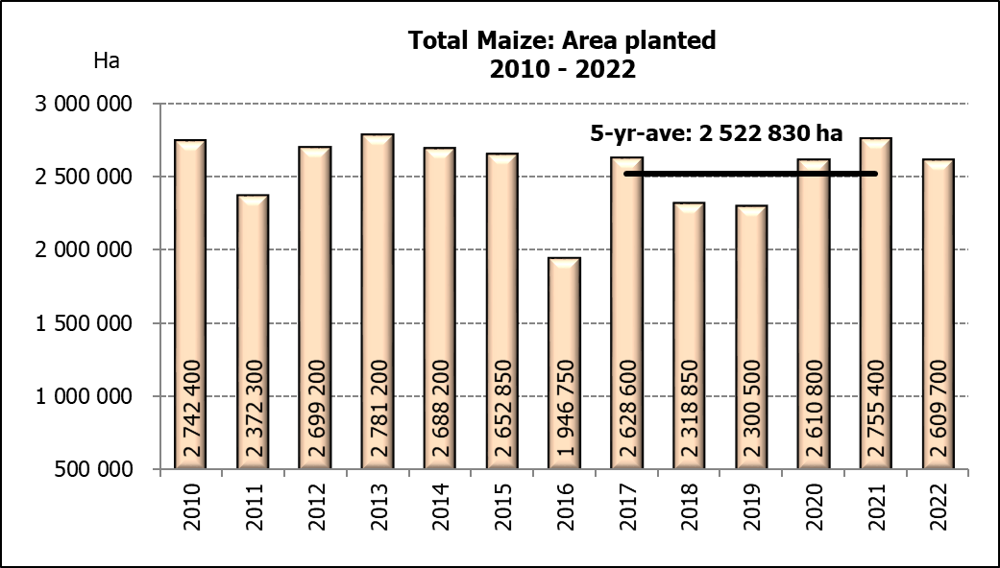 Total Maize: Area planted
2010 - 2022
Ha
3 000 000
2 500 000
2 000 000
1 500 000
1 000 000
500 000
5-yr-ave: 2 522 830 ha
2 742 400
2 372 300
2 699 200
2 781 200
2 688 200
2 652 850
1 946 750
2 628 600
2 318 850
2 300 500
2 610 800
2 755 400
2 609 700
2010
2011
2012
2013
2014
2015
2016
2017
2018
2019
2020
2021
2022